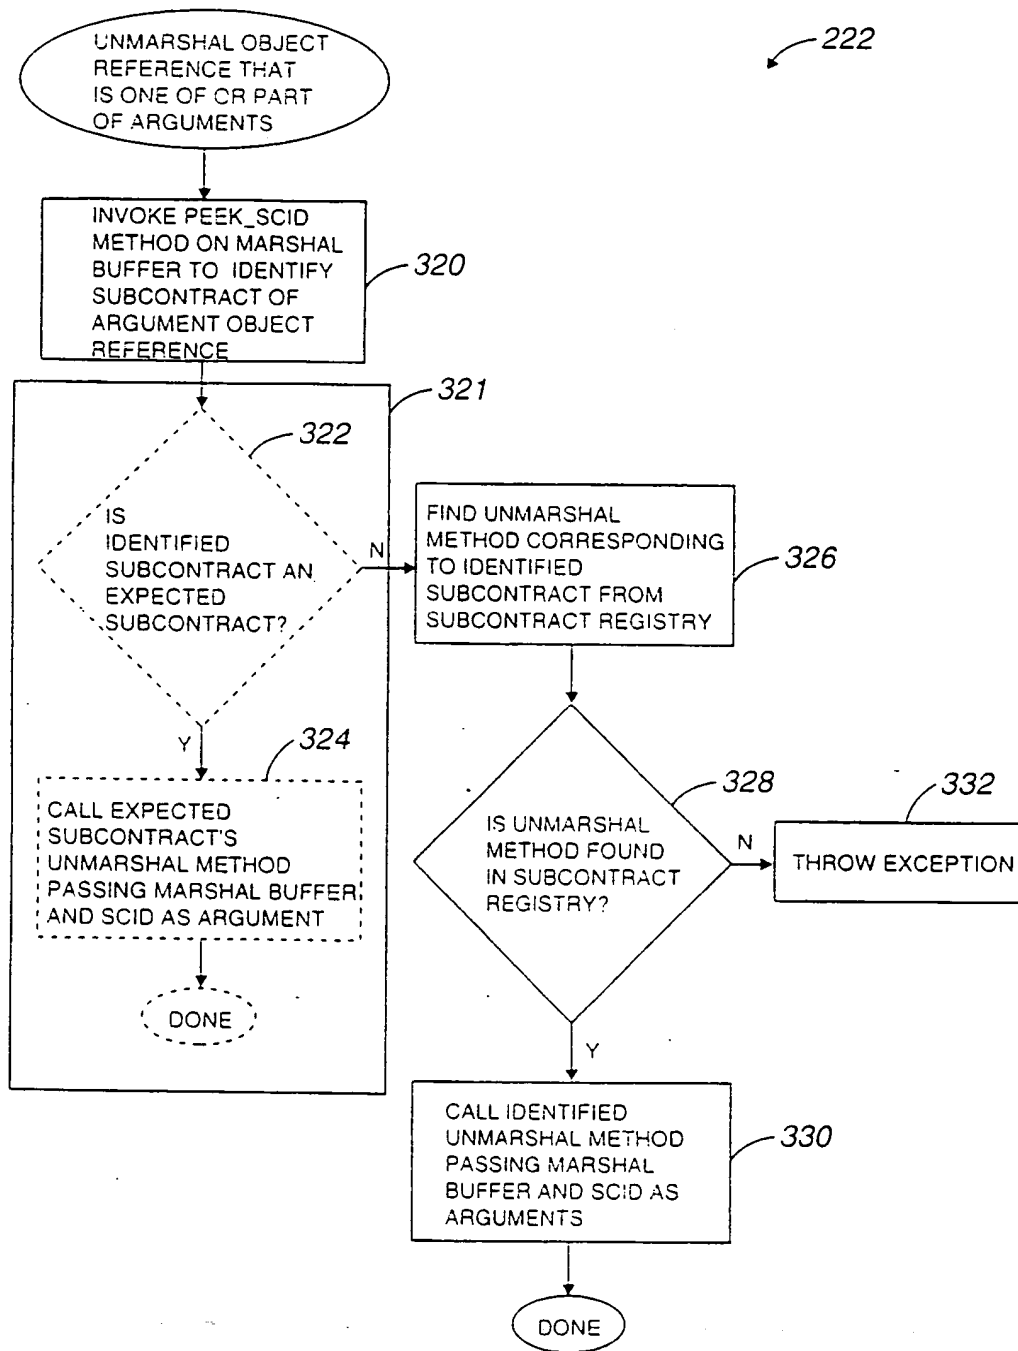 UNMARSHAL OBJECT
REFERENCE THAT
IS ONE OF CR PART
OF ARGUMENTS
222
INVOKE PEEK_SCID
METHOD ON MARSHAL
BUFFER TO IDENTIFY
SUBCONTRACT OF
ARGUMENT OBJECT
REFERENCE
320
321
322
IS
IDENTIFIED
SUBCONTRACT AN
EXPECTED
SUBCONTRACT?
N
Y
324
CALL EXPECTED
SUBCONTRACT'S
UNMARSHAL METHOD
PASSING MARSHAL BUFFER
AND SCID AS ARGUMENT
DONE
FIND UNMARSHAL
METHOD CORRESPONDING
TO IDENTIFIED
SUBCONTRACT FROM
SUBCONTRACT REGISTRY
326
328
IS UNMARSHAL
METHOD FOUND
IN SUBCONTRACT
REGISTRY?
N
332
THROW EXCEPTION
Y
CALL IDENTIFIED
UNMARSHAL METHOD
PASSING MARSHAL
BUFFER AND SCID AS
ARGUMENTS
330
DONE